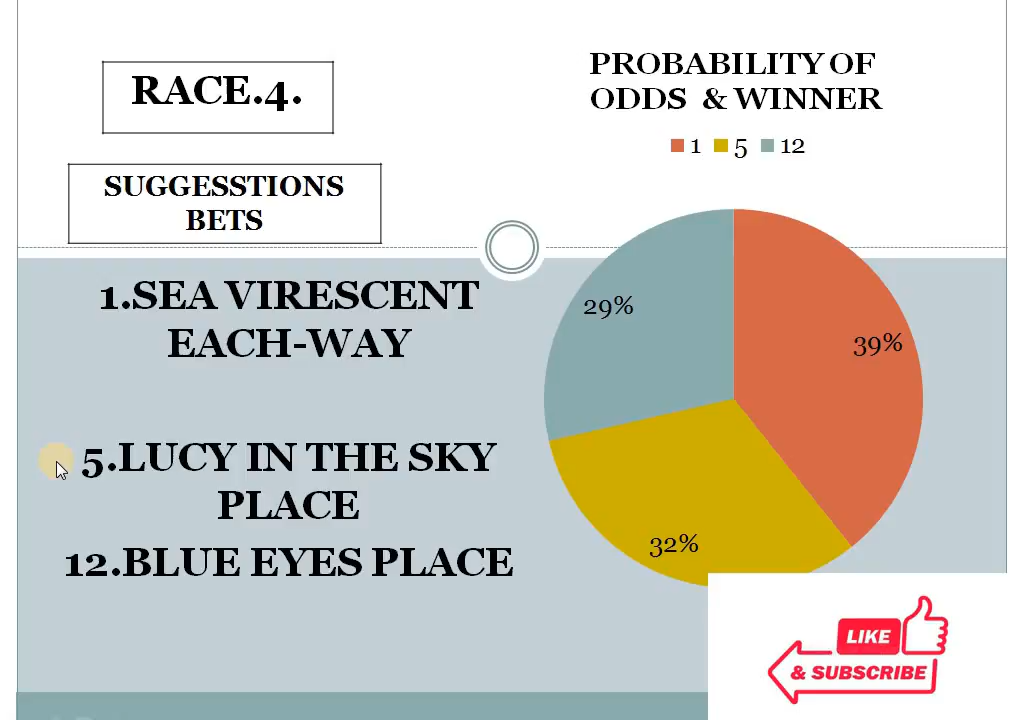 RACE.4.
SUGGESSTIONS
BETS
1.SEA VIRESCENT
EACH-WAY
5.LUCY IN THE SKY
PLACE
12.BLUE EYES PLACE
PROBABILITY OF
ODDS & WINNER
1 5 12
29%
39%
32%
LIKE
& SUBSCRIBE